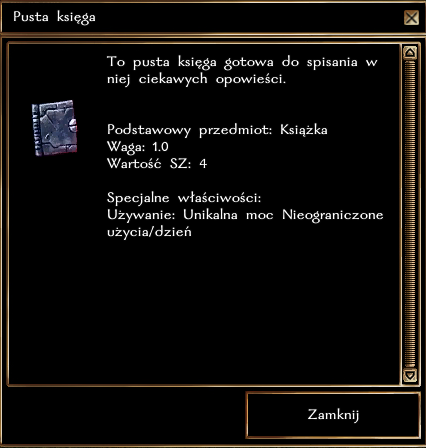 Pusta księga
To pusta księga gotowa do spisania w
niej ciekawych opowieści.
Podstawowy przedmiot: Książka
Waga: 1.0
Wartość SZ: 4
Specjalne właściwości:
Używanie: Unikalna moc Nieograniczone
użycia/dzień
Zamknij